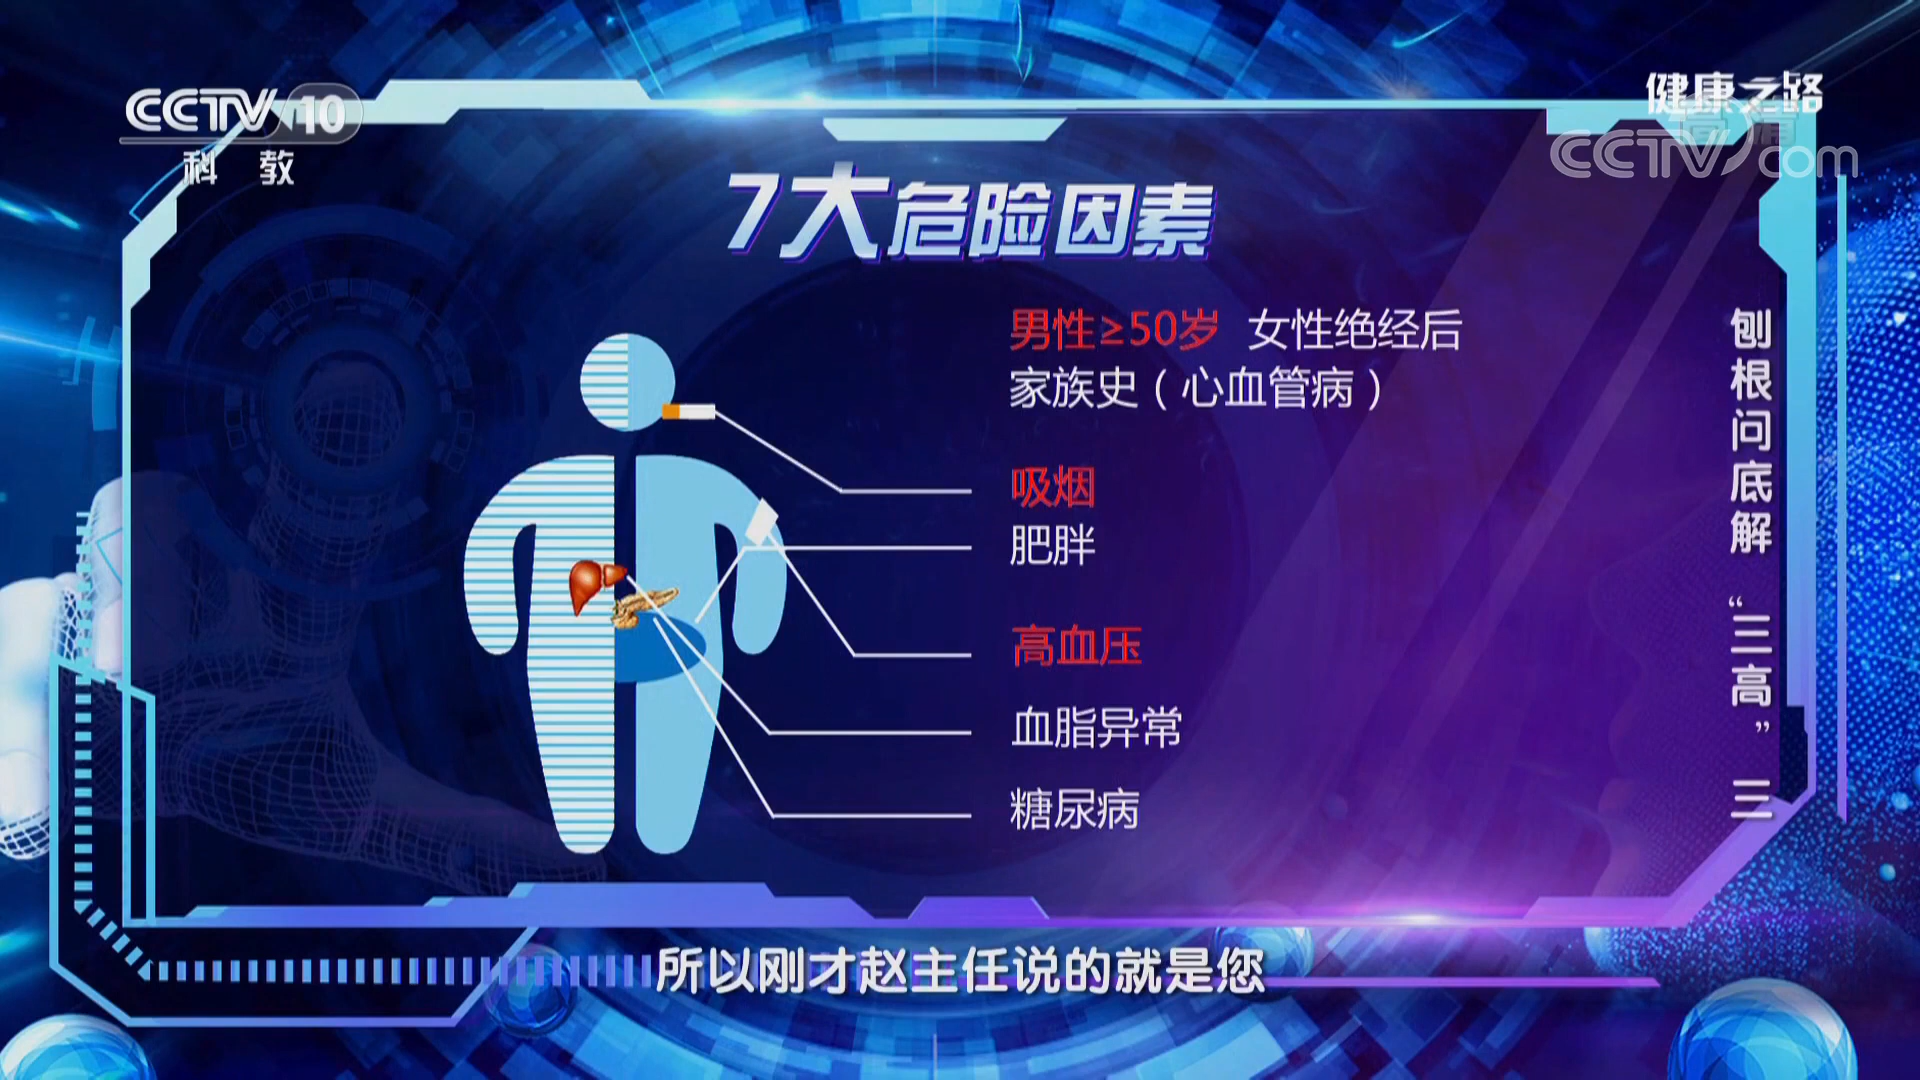 CCTV 10
科 教
健康之路
高清
CCTV.com
7大危险因素
男性≥50岁 女性绝经后
家族史（心血管病）
吸烟
肥胖
高血压
血脂异常
糖尿病
刨根问底解“三高” 三
所以刚才赵主任说的就是您